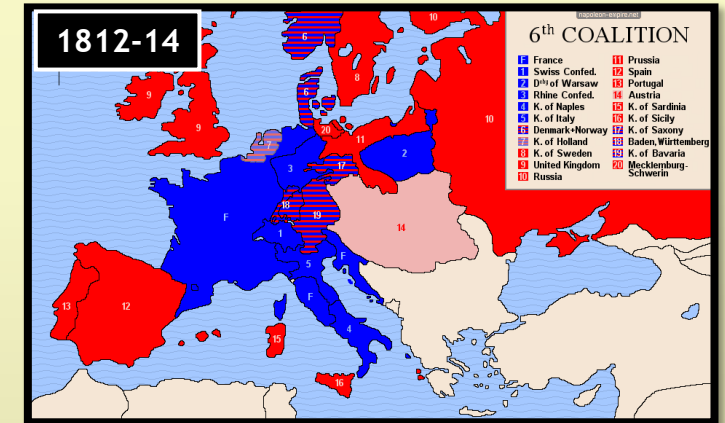 1812-14
napoleon-empire.net
6th COALITION
F France
1 Swiss Confed.
2 Dchy of Warsaw
3 Rhine Confed.
4 K. of Naples
5 K. of Italy
6 Denmark+Norway
7 K. of Holland
8 K. of Sweden
9 United Kingdom
10 Russia
11 Prussia
12 Spain
13 Portugal
14 Austria
15 K. of Sardinia
16 K. of Sicily
17 K. of Saxony
18 Baden,Württemberg
19 K. of Bavaria
20 Mecklemburg-
Schwerin
6
10
8
9
6
9
10
20
11
7
2
3
17
18
19
F
14
1
5
F
F
13
12
4
15
16